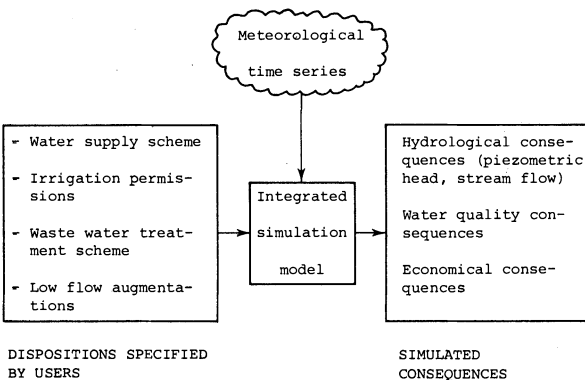 Meteorological
time series
- Water supply scheme
- Irrigation permis-
sions
- Waste water treat-
ment scheme
- Low flow augmenta-
tions
Integrated
simulation
model
Hydrological conse-
quences (piezometric
head, stream flow)
Water quality con-
sequences
Economical conse-
quences
DISPOSITIONS SPECIFIED
BY USERS
SIMULATED
CONSEQUENCES